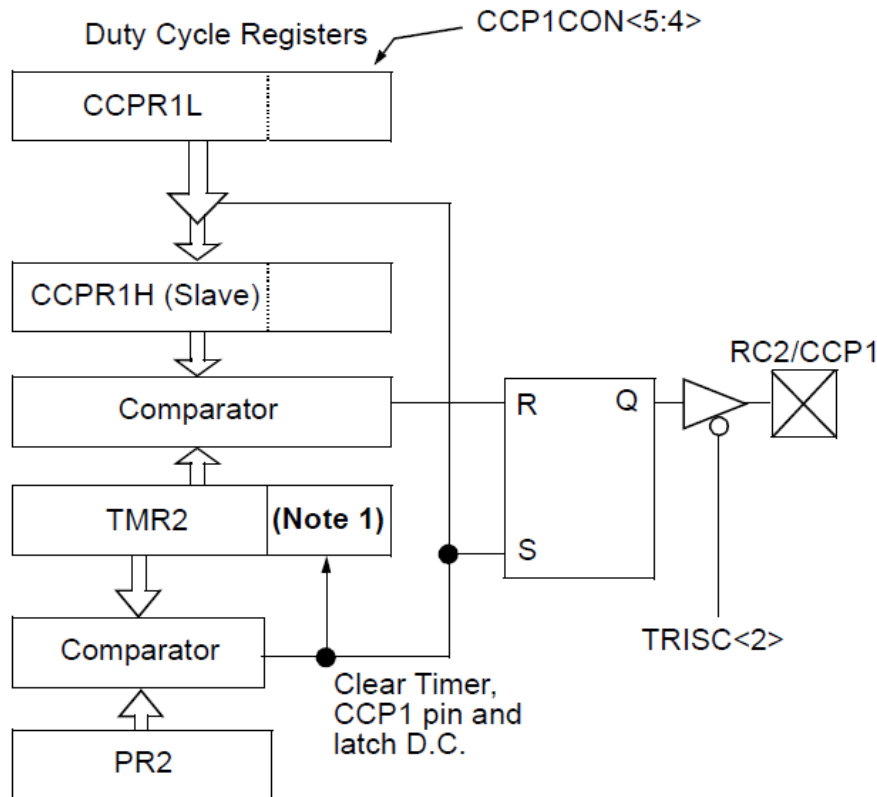 Duty Cycle Registers
CCP1CON<5:4>
CCPR1L
CCPR1H (Slave)
RC2/CCP1
Comparator
R
Q
TMR2
(Note 1)
S
Comparator
TRISC<2>
Clear Timer,
CCP1 pin and
latch D.C.
PR2